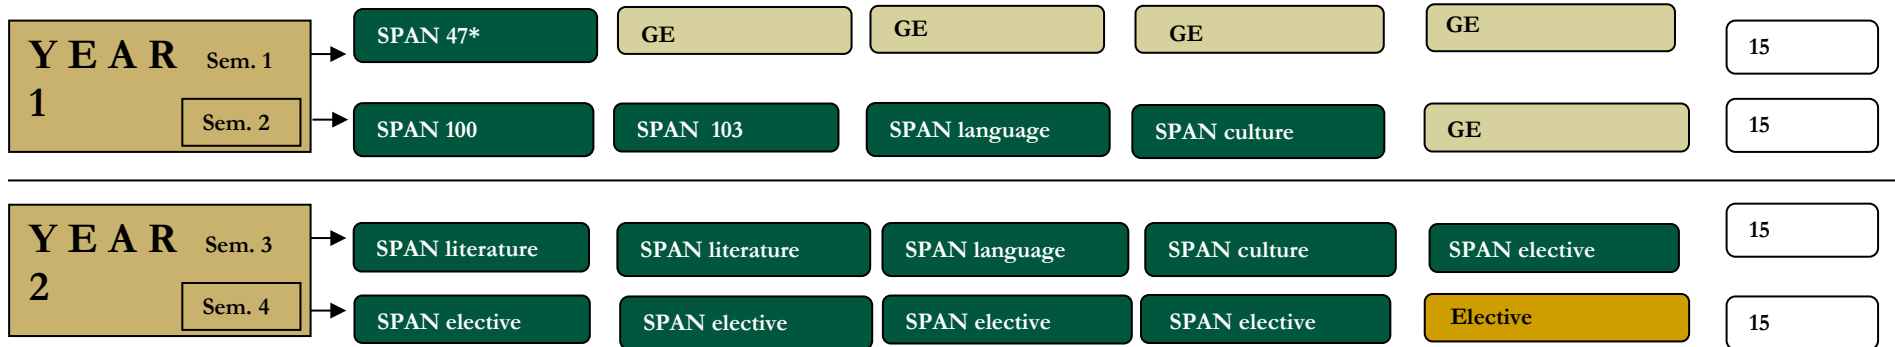 YEAR Sem. 1
1
Sem. 2
SPAN 47* GE GE GE GE 15
SPAN 100 SPAN 103 SPAN language SPAN culture GE 15
YEAR Sem. 3
2
Sem. 4
SPAN literature SPAN literature SPAN language SPAN culture SPAN elective 15
SPAN elective SPAN elective SPAN elective SPAN elective Elective 15